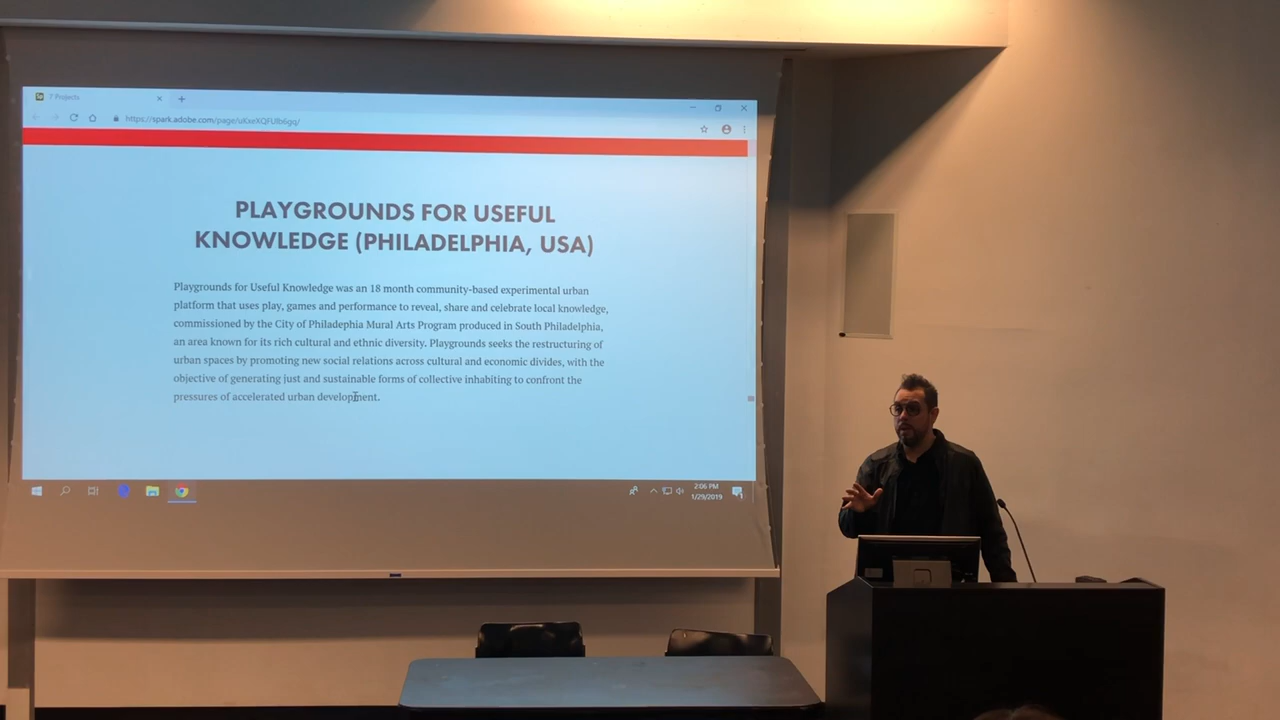 7 Projects
https://spark.adobe.com/page/uKxeXQFUlb6gq/
PLAYGROUNDS FOR USEFUL
KNOWLEDGE (PHILADELPHIA, USA)
Playgrounds for Useful Knowledge was an 18 month community-based experimental urban
platform that uses play, games and performance to reveal, share and celebrate local knowledge,
commissioned by the City of Philadephia Mural Arts Program produced in South Philadelphia,
an area known for its rich cultural and ethnic diversity. Playgrounds seeks the restructuring of
urban spaces by promoting new social relations across cultural and economic divides, with the
objective of generating just and sustainable forms of collective inhabiting to confront the
pressures of accelerated urban development.
2:06 PM
1/29/2019